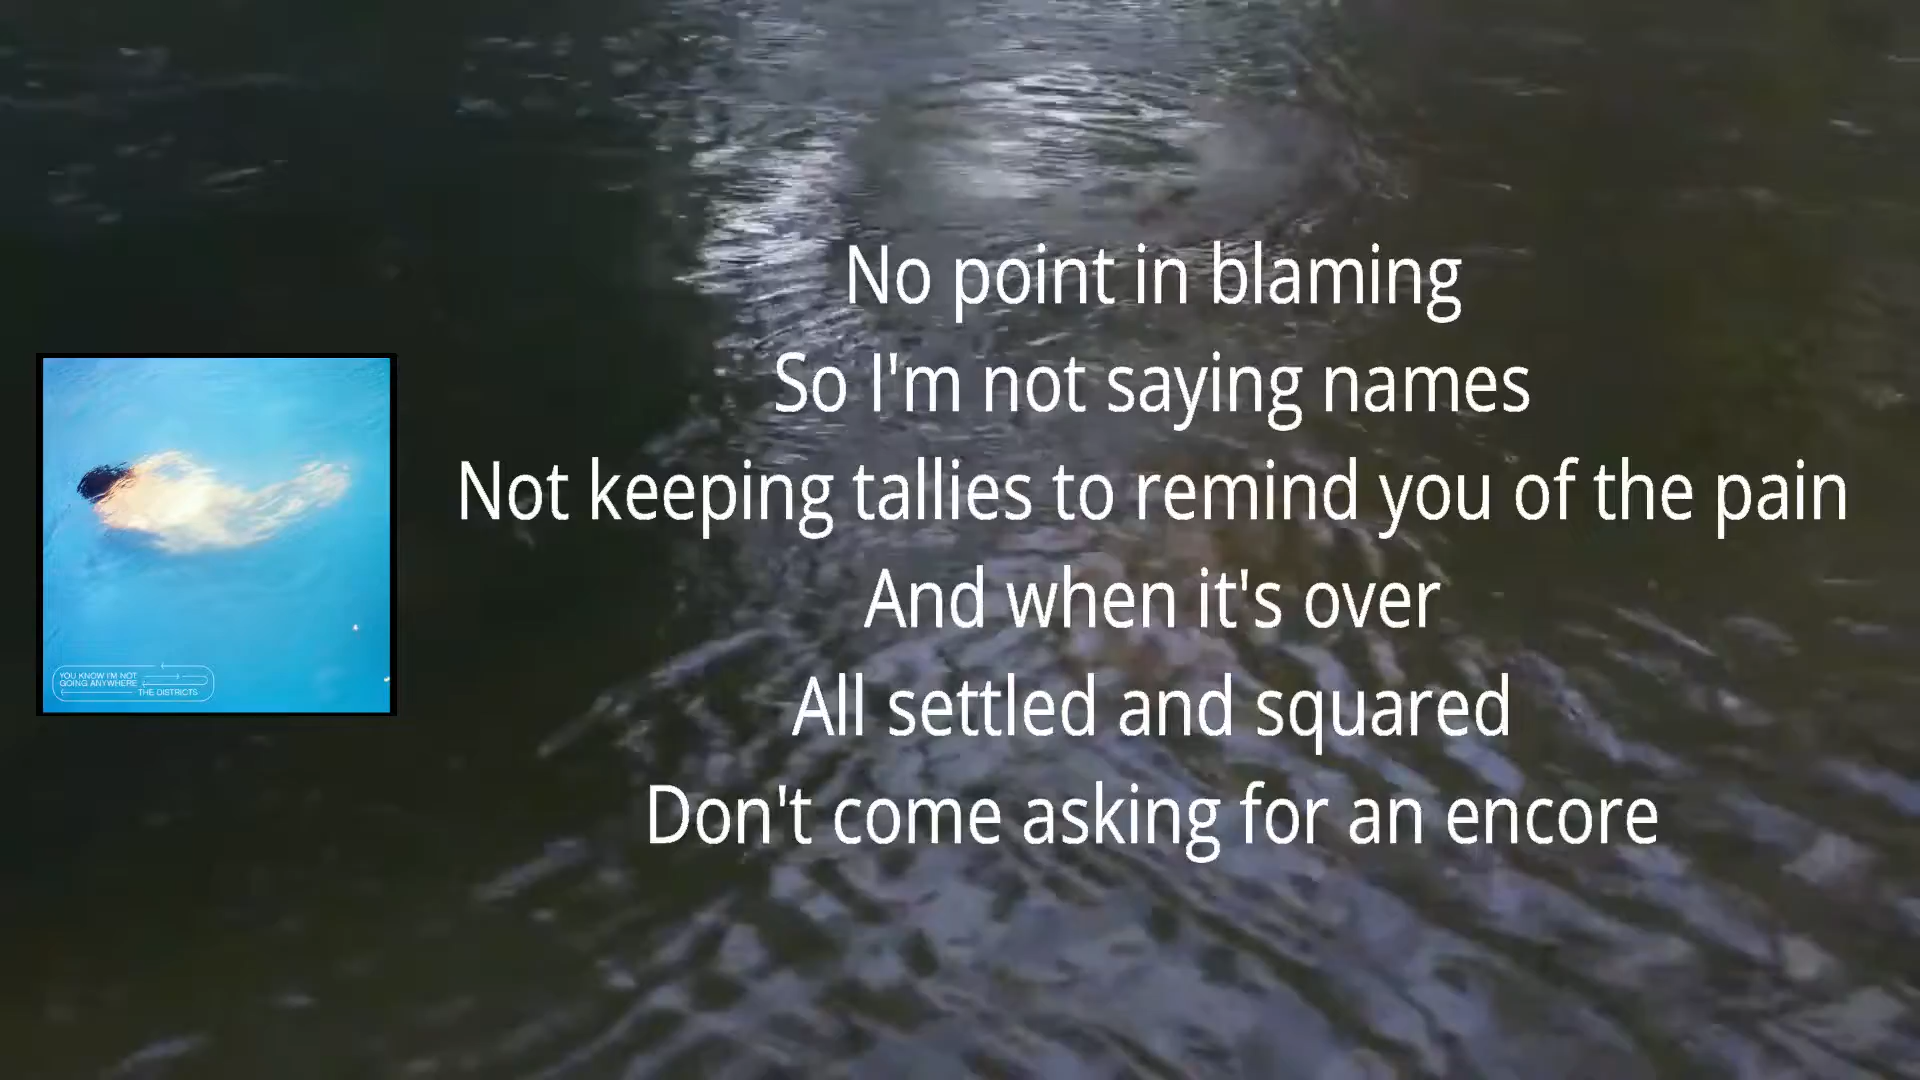 No point in blaming
So I'm not saying names
Not keeping tallies to remind you of the pain
And when it's over
All settled and squared
Don't come asking for an encore
YOU KNOW I'M NOT
GOING ANYWHERE
THE DISTRICTS